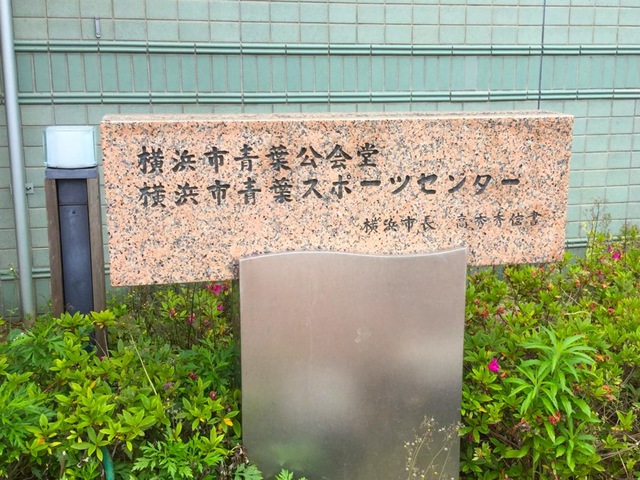 横浜市青葉公会堂
横浜市青葉スポーツセンター
横浜市長 高秀秀信書